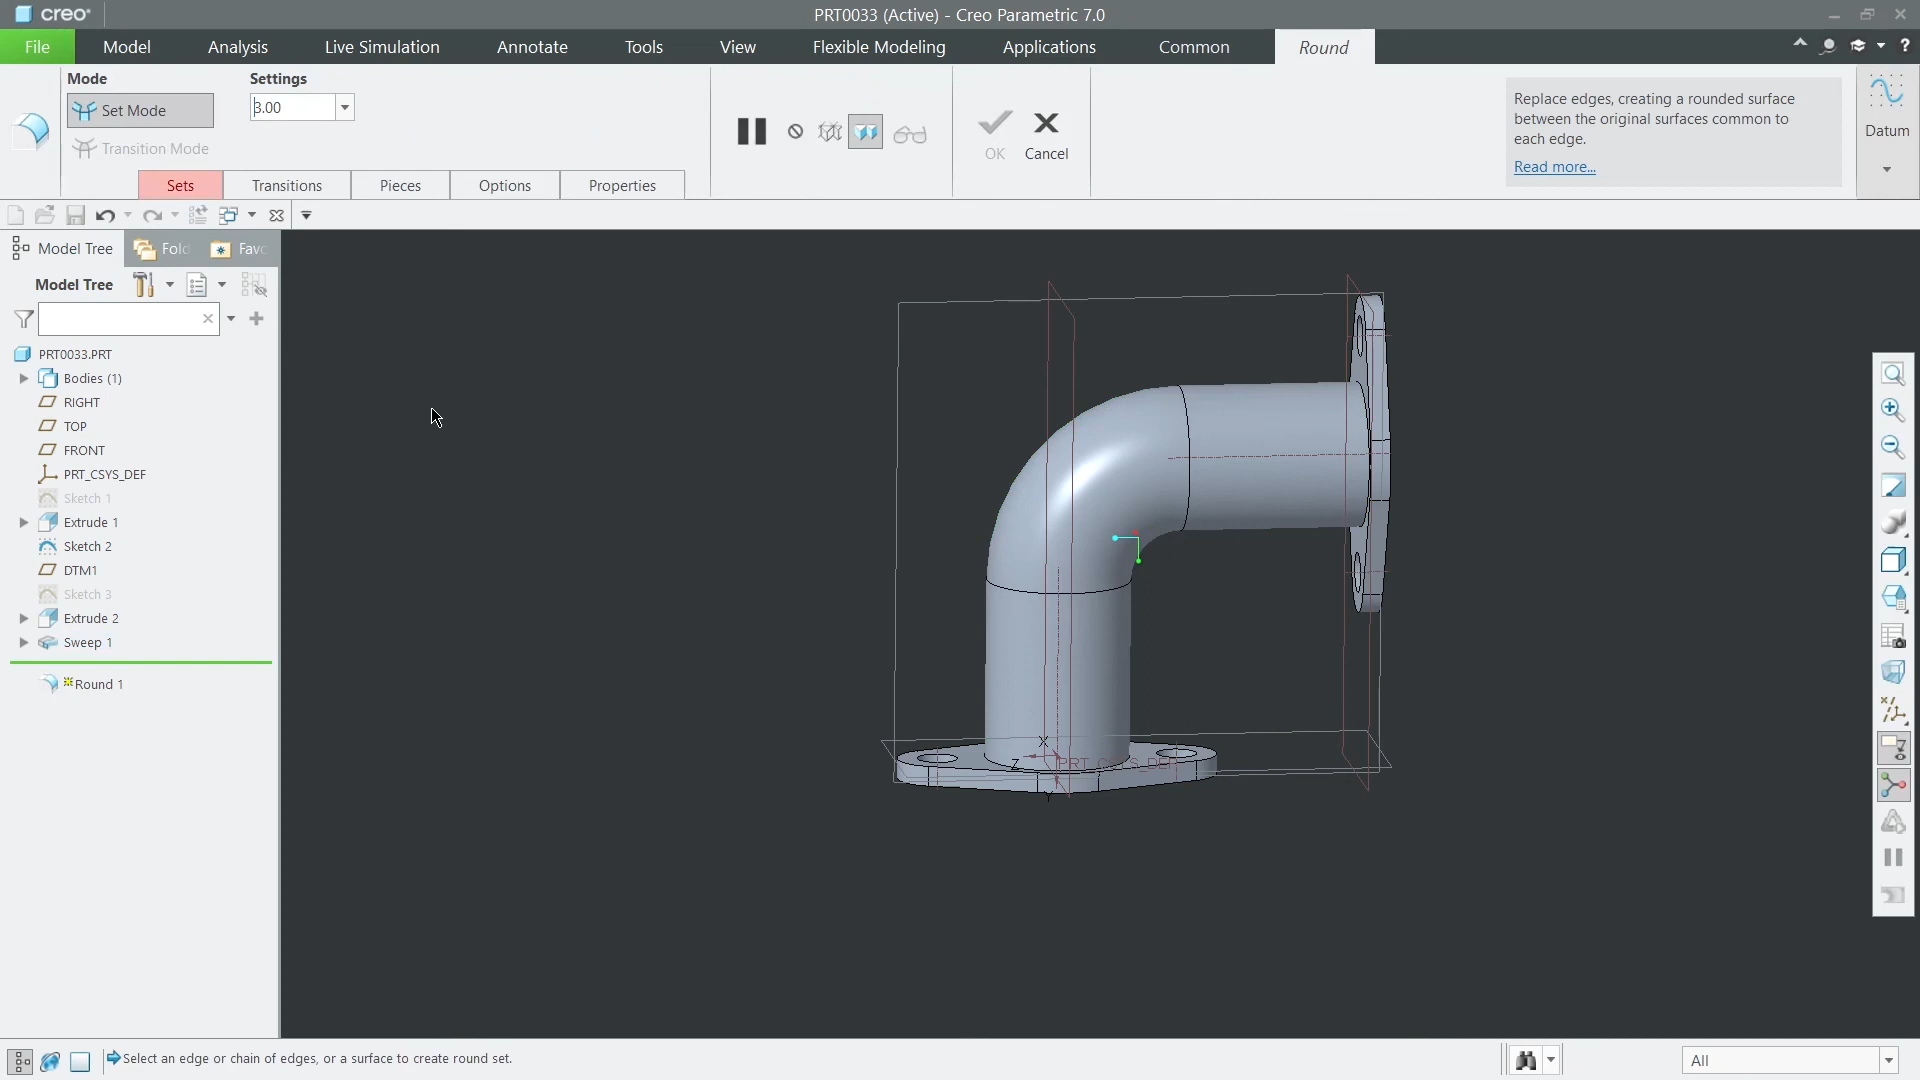 creo®
PRT0033 (Active) - Creo Parametric 7.0
File Model Analysis Live Simulation Annotate Tools View Flexible Modeling Applications Common Round
Mode
Set Mode
Transition Mode
Settings
3.00
OK
Cancel
Replace edges, creating a rounded surface
between the original surfaces common to
each edge.
Read more...
Datum
Sets Transitions Pieces Options Properties
Model Tree Fold Favo
Model Tree
PRT0033.PRT
Bodies (1)
RIGHT
TOP
FRONT
PRT_CSYS_DEF
Sketch 1
Extrude 1
Sketch 2
DTM1
Sketch 3
Extrude 2
Sweep 1
Round 1
X
Z
PRT_CSYS_DEF
Y
Select an edge or chain of edges, or a surface to create round set.
All